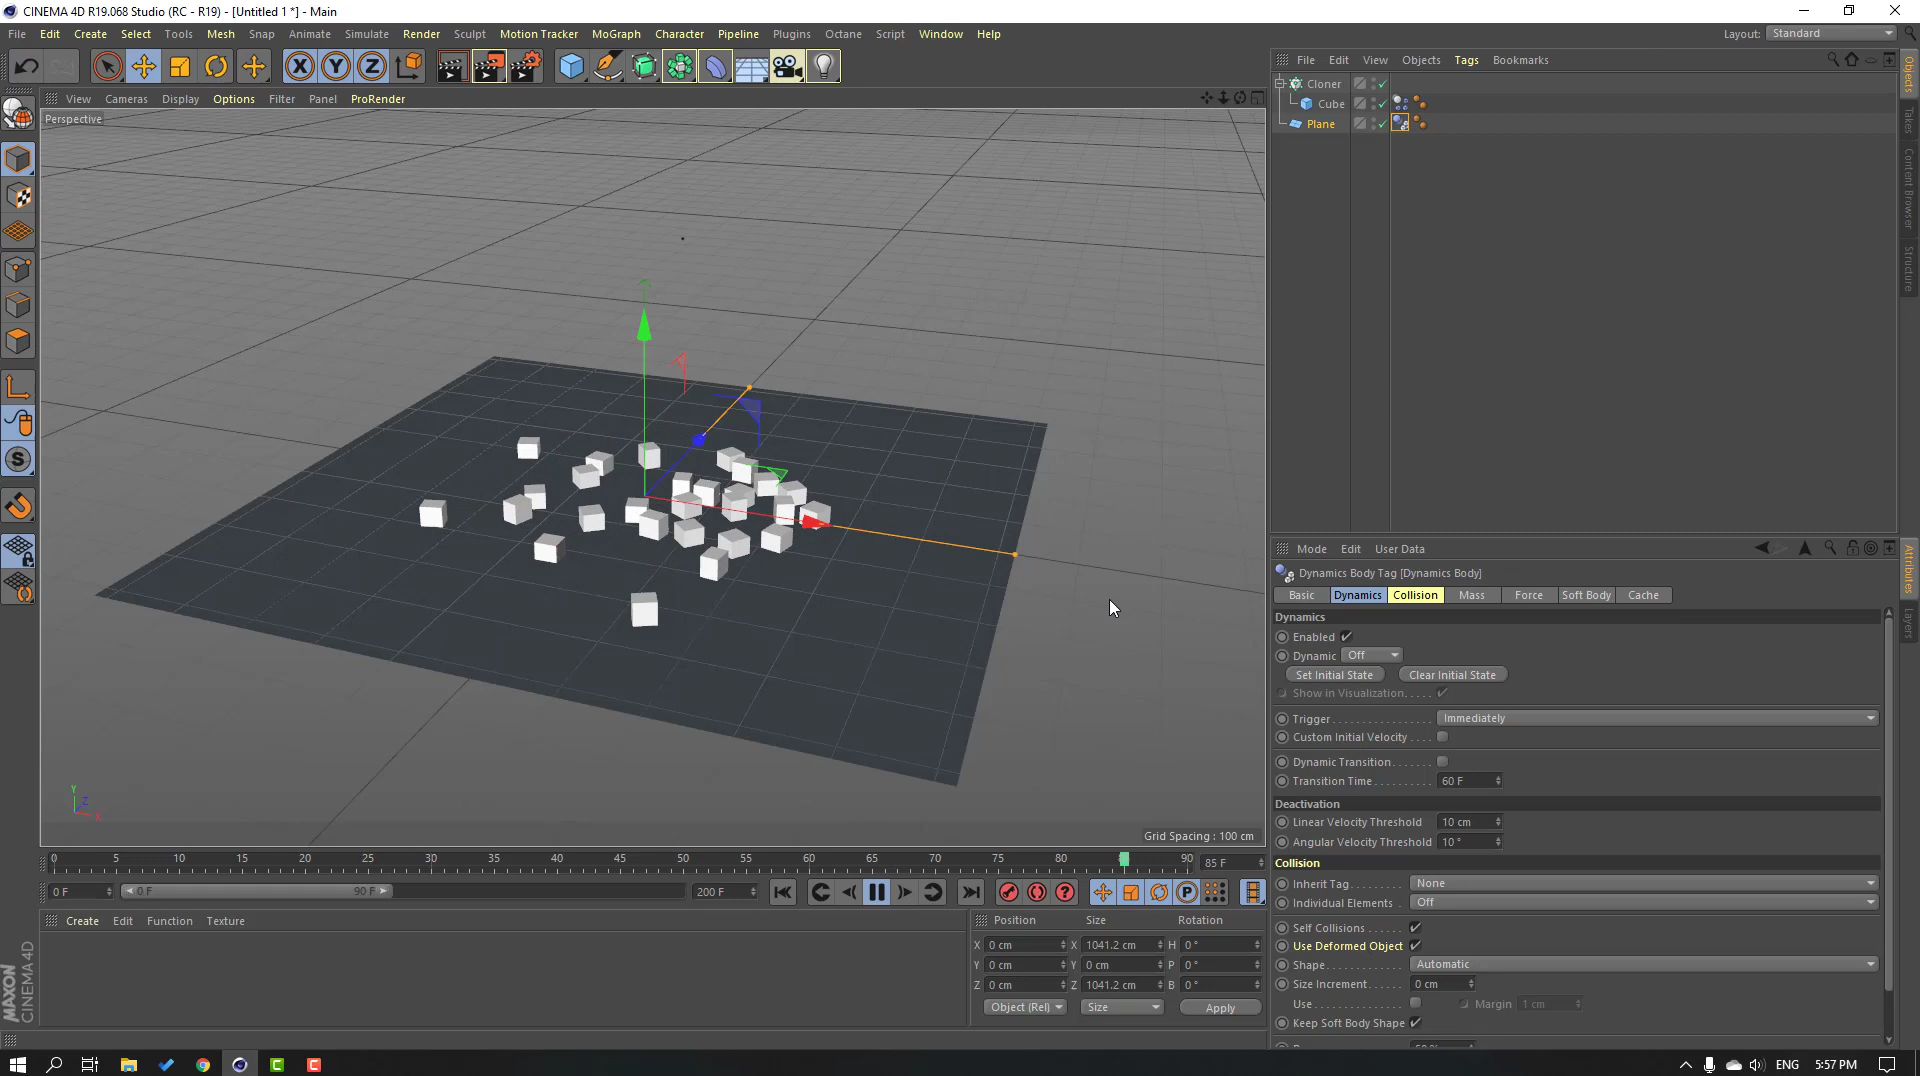 CINEMA 4D R19.068 Studio (RC - R19) - [Untitled 1 *] - Main
File Edit Create Select Tools Mesh Snap Animate Simulate Render Sculpt Motion Tracker MoGraph Character Pipeline Plugins Octane Script Window Help
Layout: Standard
File Edit View Objects Tags Bookmarks
Cloner
Cube
Plane
View Cameras Display Options Filter Panel ProRender
Perspective
Objects
Takes
Content Browser
Structure
Mode Edit User Data
Dynamics Body Tag [Dynamics Body]
Basic Dynamics Collision Mass Force Soft Body Cache
Dynamics
Enabled
Dynamic Off
Set Initial State Clear Initial State
Show in Visualization. . . . .
Trigger Immediately
Custom Initial Velocity
Dynamic Transition
Transition Time 60 F
Deactivation
Linear Velocity Threshold 10 cm
Angular Velocity Threshold 10 °
Collision
Inherit Tag None
Individual Elements Off
Self Collisions
Use Deformed Object
Shape Automatic
Size Increment 0 cm
Use Margin 1 cm
Keep Soft Body Shape
Attributes
Layers
Y
Z
X
Grid Spacing : 100 cm
0 5 10 15 20 25 30 35 40 45 50 55 60 65 70 75 80 90
85 F
0 F 0 F 90 F 200 F
Create Edit Function Texture
Position Size Rotation
X 0 cm X 1041.2 cm H 0 °
Y 0 cm Y 0 cm P 0 °
Z 0 cm Z 1041.2 cm B 0 °
Object (Rel) Size Apply
MAXON
CINEMA 4D
ENG 5:57 PM